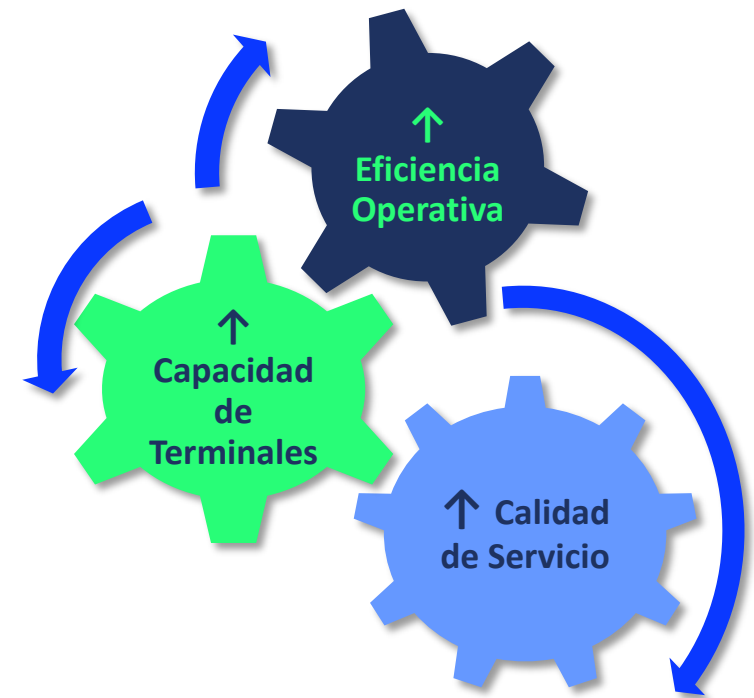 ↑
Eficiencia
Operativa
↑
Capacidad
de
Terminales
↑ Calidad
de Servicio